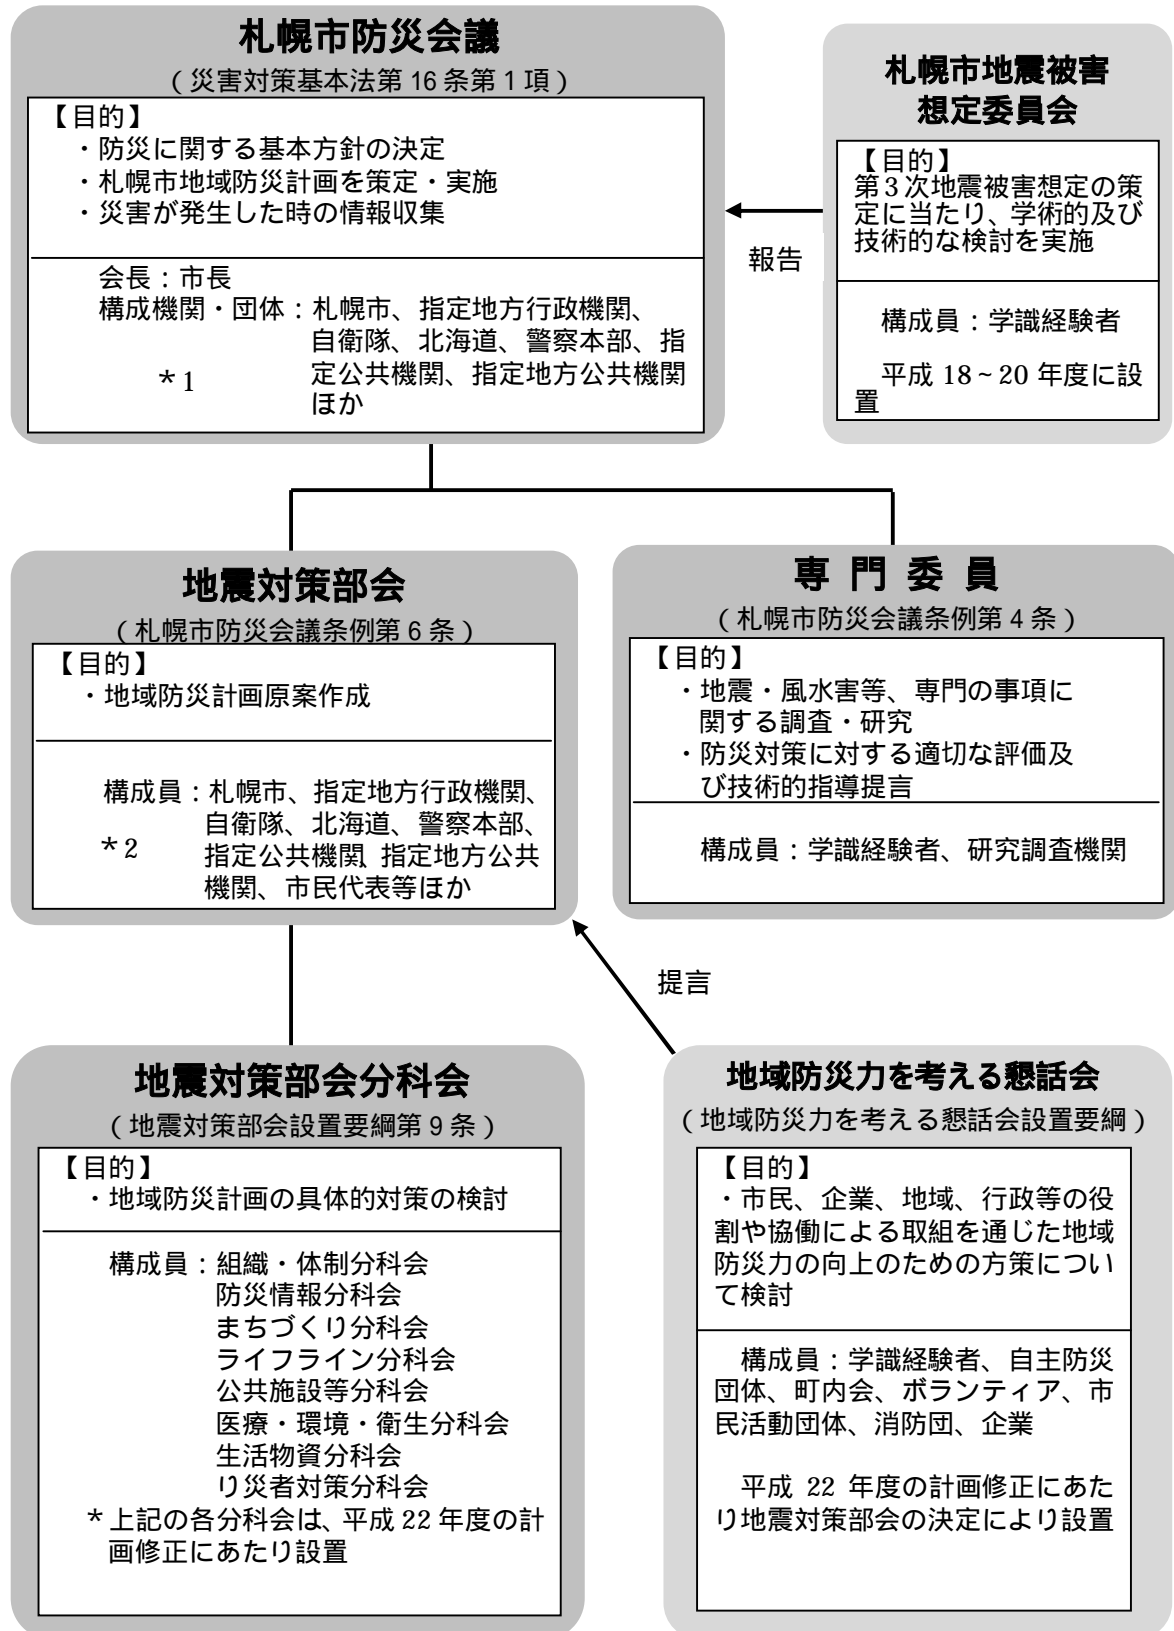 札幌市防災会議
（災害対策基本法第16条第1項）
【目的】
・防災に関する基本方針の決定
・札幌市地域防災計画を策定・実施
・災害が発生した時の情報収集
会長：市長
構成機関・団体：札幌市、指定地方行政機関、
自衛隊、北海道、警察本部、指
定公共機関、指定地方公共機関
ほか
＊1
札幌市地震被害
想定委員会
【目的】
第3次地震被害想定の策
定に当たり、学術的及び
技術的な検討を実施
構成員：学識経験者
平成18~20年度に設
置
報告
地震対策部会
（札幌市防災会議条例第6条）
【目的】
・地域防災計画原案作成
構成員：札幌市、指定地方行政機関、
自衛隊、北海道、警察本部、
指定公共機関、指定地方公共
機関、市民代表等ほか
＊2
専門委員
（札幌市防災会議条例第4条）
【目的】
・地震・風水害等、専門の事項に
関する調査・研究
・防災対策に対する適切な評価及
び技術的指導提言
構成員：学識経験者、研究調査機関
提言
地震対策部会分科会
（地震対策部会設置要綱第9条）
【目的】
・地域防災計画の具体的対策の検討
構成員：組織・体制分科会
防災情報分科会
まちづくり分科会
ライフライン分科会
公共施設等分科会
医療・環境・衛生分科会
生活物資分科会
り災者対策分科会
＊上記の各分科会は、平成22年度の計
画修正にあたり設置
地域防災力を考える懇話会
（地域防災力を考える懇話会設置要綱）
【目的】
・市民、企業、地域、行政等の役
割や協働による取組を通じた地域
防災力の向上のための方策につい
て検討
構成員：学識経験者、自主防災
団体、町内会、ボランティア、市
民活動団体、消防団、企業
平成 22 年度の計画修正にあた
り地震対策部会の決定により設置